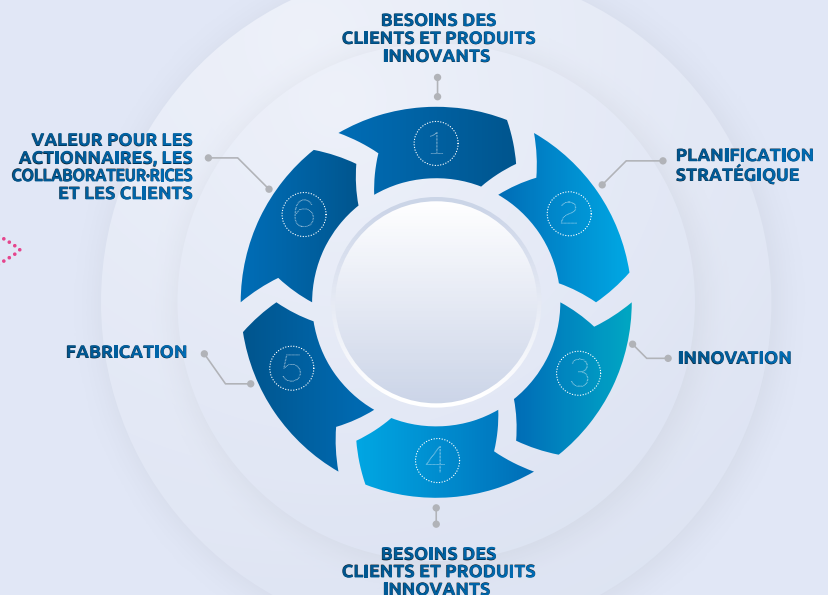 BESOINS DES
CLIENTS ET PRODUITS
INNOVANTS
1
PLANIFICATION
STRATÉGIQUE
2
INNOVATION
3
BESOINS DES
CLIENTS ET PRODUITS
INNOVANTS
4
FABRICATION
5
VALEUR POUR LES
ACTIONNAIRES, LES
COLLABORATEUR·RICES
ET LES CLIENTS
6